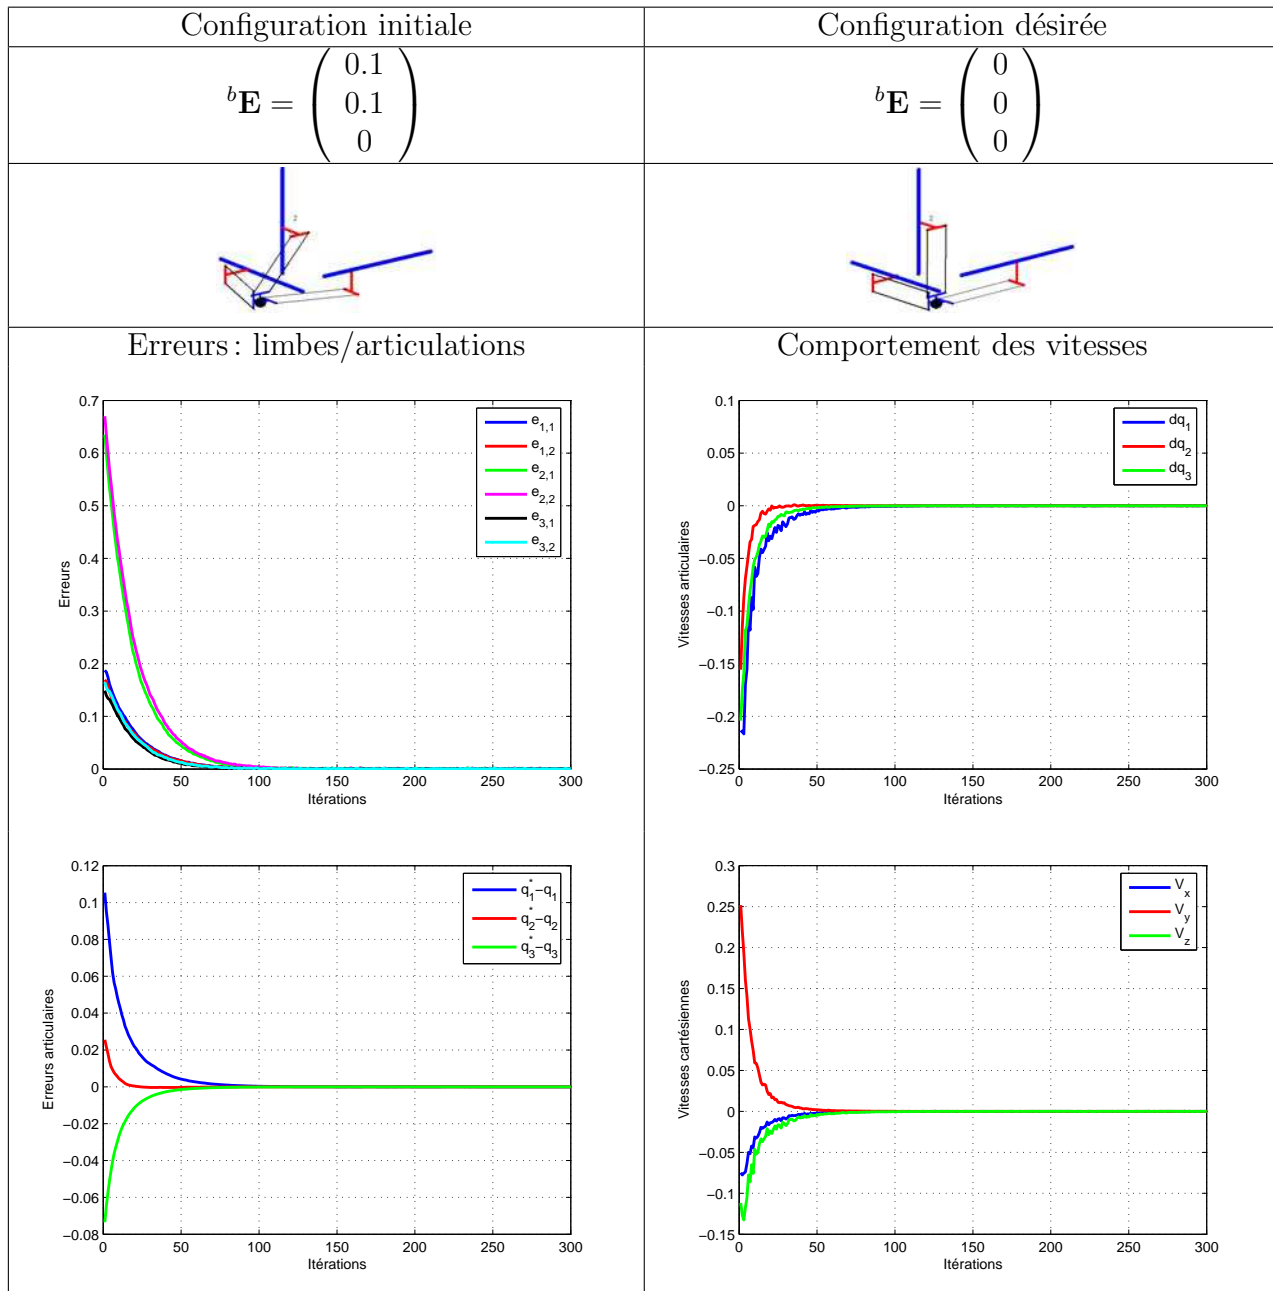 Configuration initiale
Configuration désirée
ᵇE = ( 0.1 0.1 0 )
ᵇE = ( 0 0 0 )
2
2
Erreurs : limbes/articulations
Comportement des vitesses
0.7
0.6
0.5
0.4
0.3
0.2
0.1
0
Erreurs
0 50 100 150 200 250 300
Itérations
e1,1
e1,2
e2,1
e2,2
e3,1
e3,2
0.1
0.05
0
−0.05
−0.1
−0.15
−0.2
−0.25
Vitesses articulaires
0 50 100 150 200 250 300
Itérations
dq1
dq2
dq3
0.12
0.1
0.08
0.06
0.04
0.02
0
−0.02
−0.04
−0.06
−0.08
Erreurs articulaires
0 50 100 150 200 250 300
Itérations
q1*−q1
q2*−q2
q3*−q3
0.3
0.25
0.2
0.15
0.1
0.05
0
−0.05
−0.1
−0.15
Vitesses cartésiennes
0 50 100 150 200 250 300
Itérations
Vx
Vy
Vz